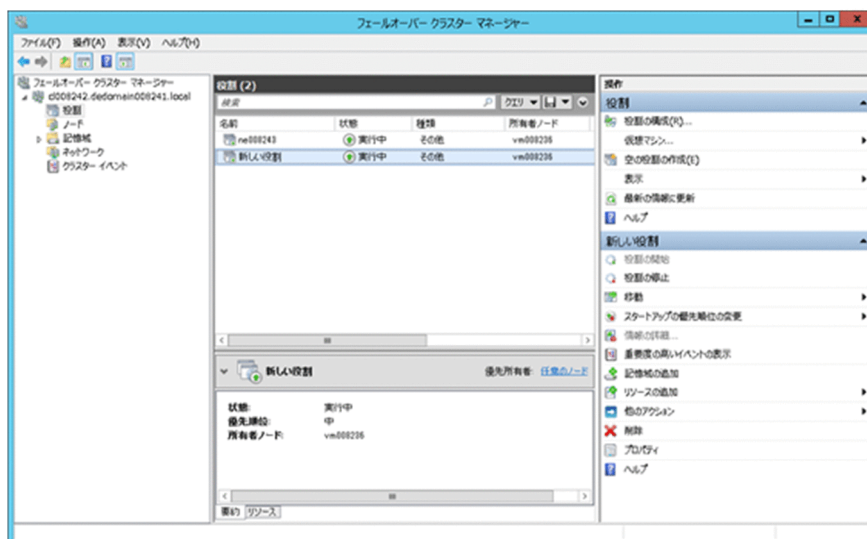 フェールオーバー クラスター マネージャー
ファイル(F) 操作(A) 表示(V) ヘルプ(H)
フェールオーバー クラスター マネージャー
cl008242.dedomain008241.local
役割
ノード
記憶域
ネットワーク
クラスター イベント
役割 (2)
検索 クエリ
名前 状態 種類 所有者ノード
ne008243 実行中 その他 vm008236
新しい役割 実行中 その他 vm008236
新しい役割 優先所有者: 任意のノード
状態: 実行中
優先順位: 中
所有者ノード: vm008236
要約 リソース
操作
役割
役割の構成(R)...
仮想マシン...
空の役割の作成(E)
表示
最新の情報に更新
ヘルプ
新しい役割
役割の開始
役割の停止
移動
スタートアップの優先順位の変更
情報の詳細...
重要度の高いイベントの表示
記憶域の追加
リソースの追加
他のアクション
削除
プロパティ
ヘルプ